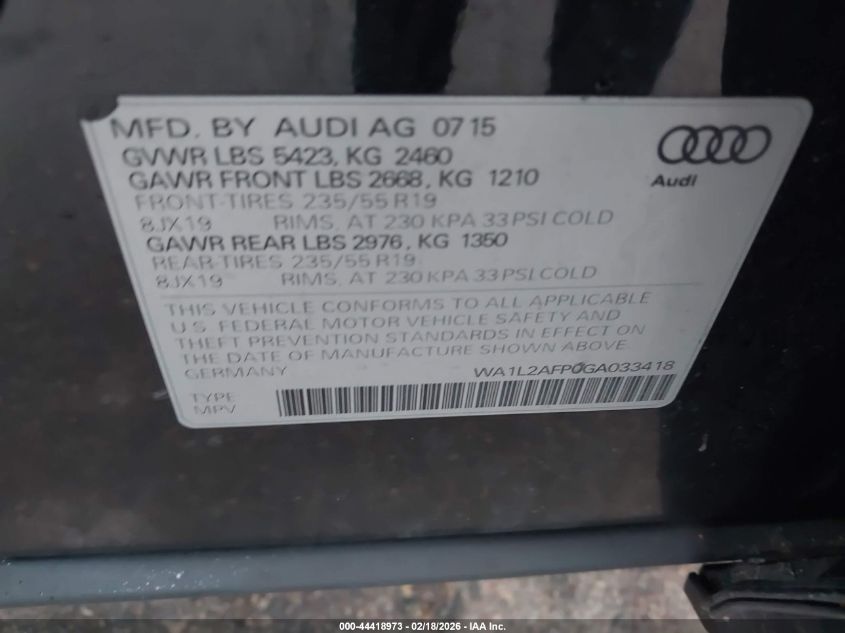 MFD. BY AUDI AG 07 15
GVWR LBS 5423, KG 2460
GAWR FRONT LBS 2668, KG 1210
FRONT-TIRES 235/55 R19
8JX19 RIMS, AT 230 KPA 33 PSI COLD
GAWR REAR LBS 2976, KG 1350
REAR-TIRES 235/55 R19
8JX19 RIMS, AT 230 KPA 33 PSI COLD
Audi
THIS VEHICLE CONFORMS TO ALL APPLICABLE
U.S. FEDERAL MOTOR VEHICLE SAFETY AND
THEFT PREVENTION STANDARDS IN EFFECT ON
THE DATE OF MANUFACTURE SHOWN ABOVE.
GERMANY WA1L2AFP0GA033418
TYPE
MPV
000-44418973 - 02/18/2026 - IAA Inc.